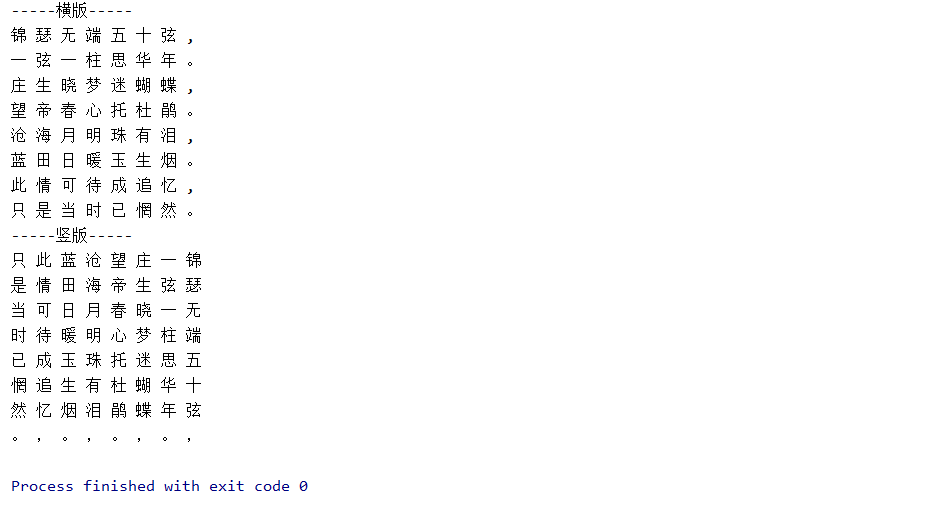 -----横版-----
锦 瑟 无 端 五 十 弦 ,
一 弦 一 柱 思 华 年 。
庄 生 晓 梦 迷 蝴 蝶 ,
望 帝 春 心 托 杜 鹃 。
沧 海 月 明 珠 有 泪 ,
蓝 田 日 暖 玉 生 烟 。
此 情 可 待 成 追 忆 ,
只 是 当 时 已 惘 然 。
-----竖版-----
只 此 蓝 沧 望 庄 一 锦
是 情 田 海 帝 生 弦 瑟
当 可 日 月 春 晓 一 无
时 待 暖 明 心 梦 柱 端
已 成 玉 珠 托 迷 思 五
惘 追 生 有 杜 蝴 华 十
然 忆 烟 泪 鹃 蝶 年 弦
。 , 。 , 。 , 。 ,
Process finished with exit code 0